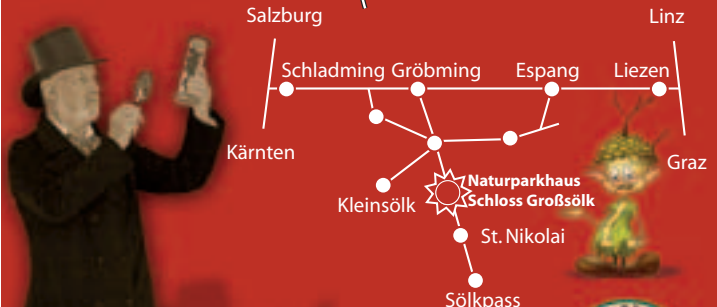 Salzburg
Linz
Schladming Gröbming Espang Liezen
Kärnten
Graz
Naturparkhaus
Schloss Großsölk
Kleinsölk
St. Nikolai
Sölkpass